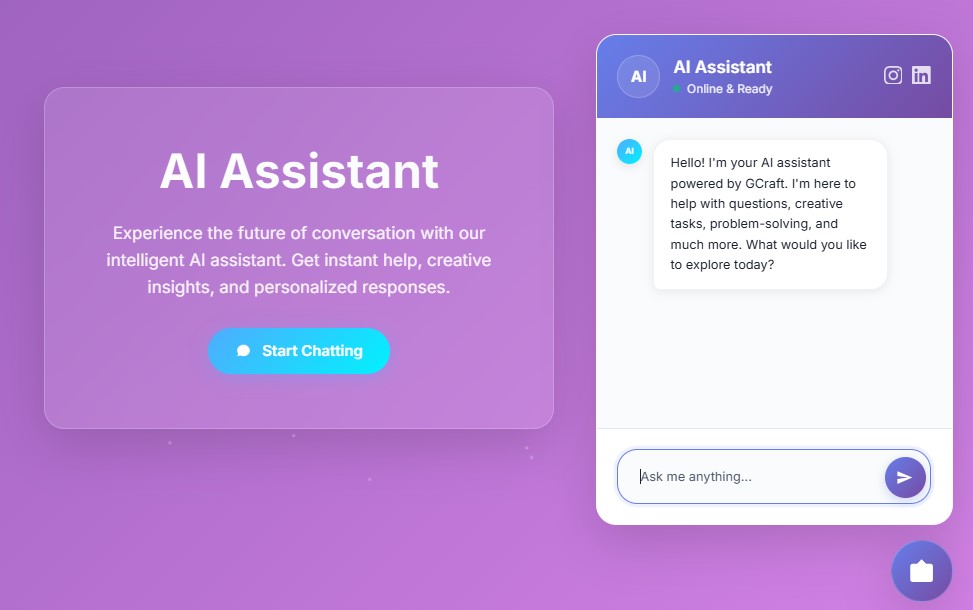 AI Assistant
Experience the future of conversation with our
intelligent AI assistant. Get instant help, creative
insights, and personalized responses.
Start Chatting
AI
AI Assistant
Online & Ready
AI
Hello! I'm your AI assistant
powered by GCraft. I'm here to
help with questions, creative
tasks, problem-solving, and
much more. What would you like
to explore today?
Ask me anything...